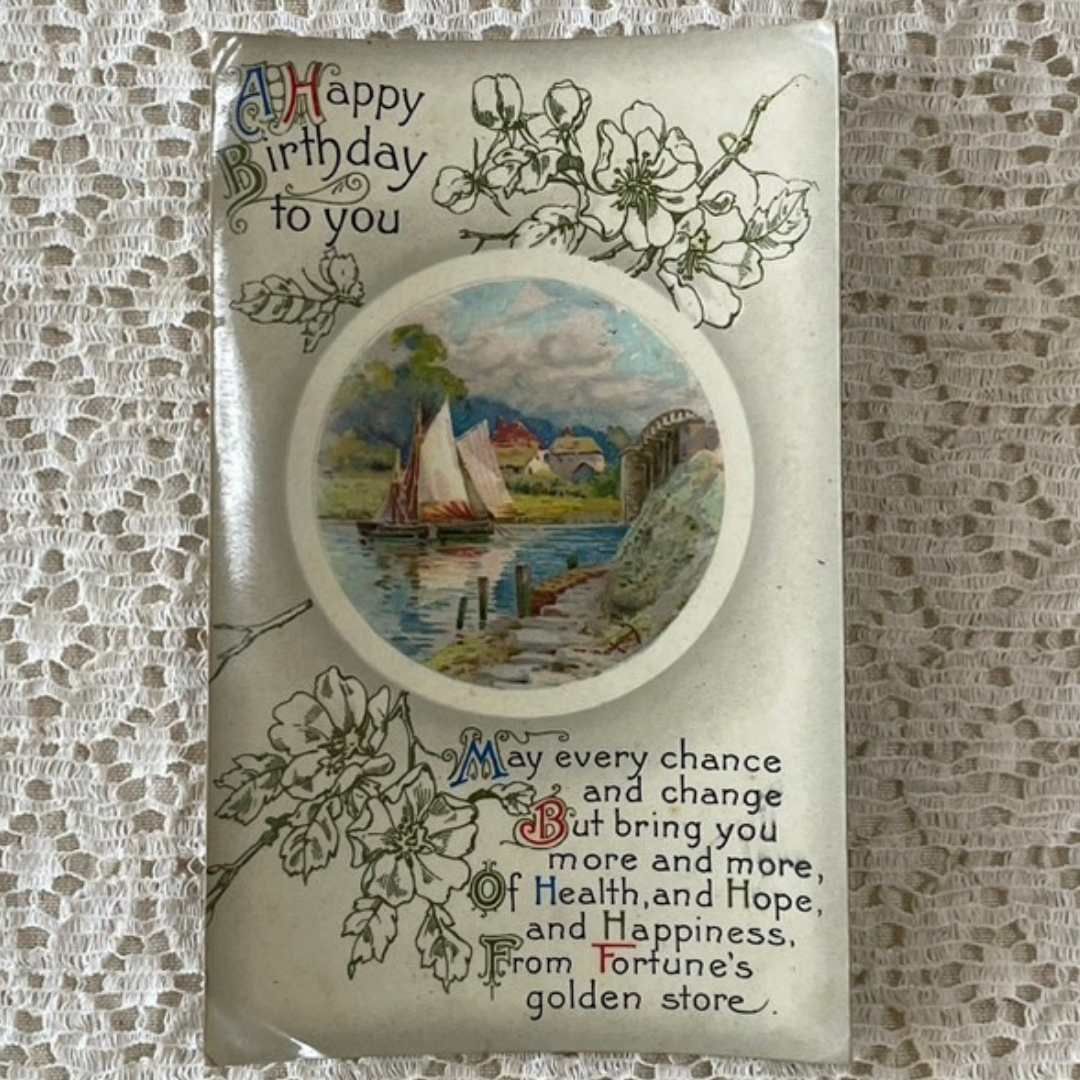 A Happy
Birthday
to you
May every chance
and change
But bring you
more and more,
Of Health, and Hope,
and Happiness,
From Fortune's
golden store.